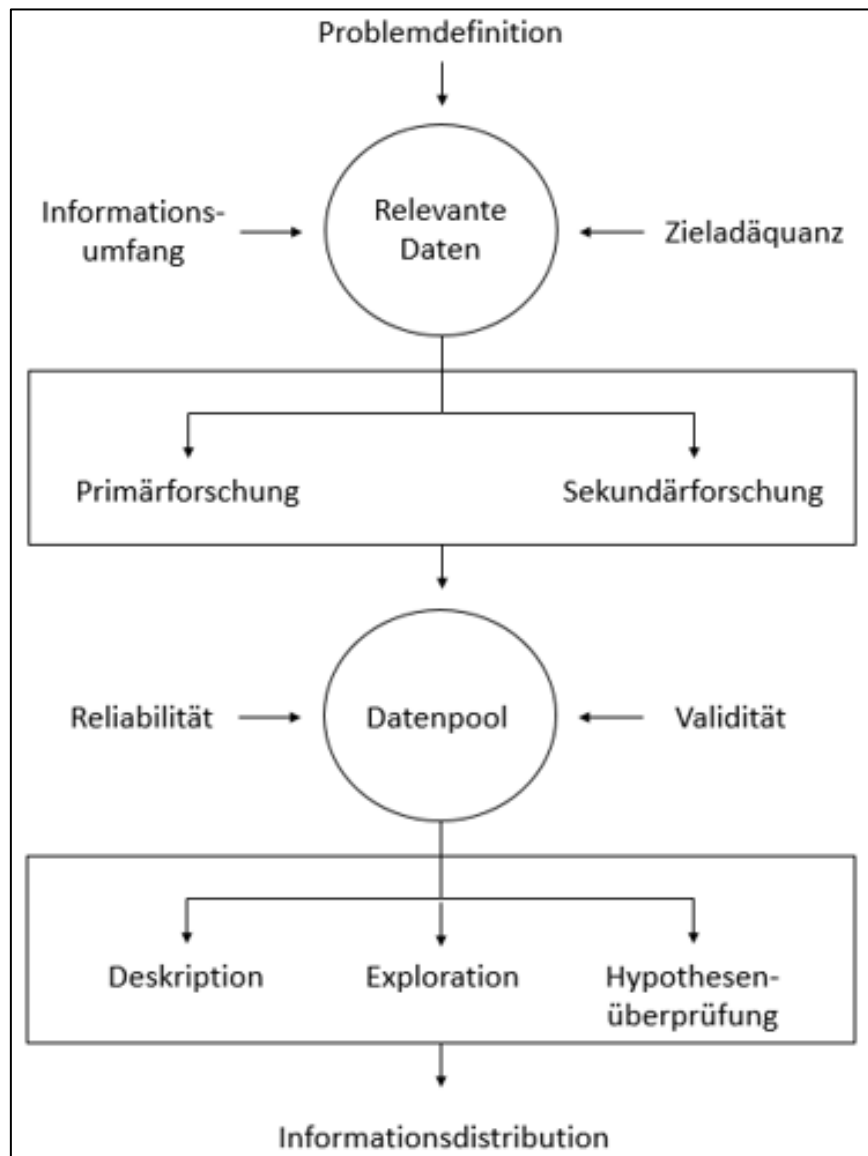 Problemdefinition
Informations-
umfang
Relevante
Daten
Zieladäquanz
Primärforschung
Sekundärforschung
Reliabilität
Datenpool
Validität
Deskription
Exploration
Hypothesen-
überprüfung
Informationsdistribution